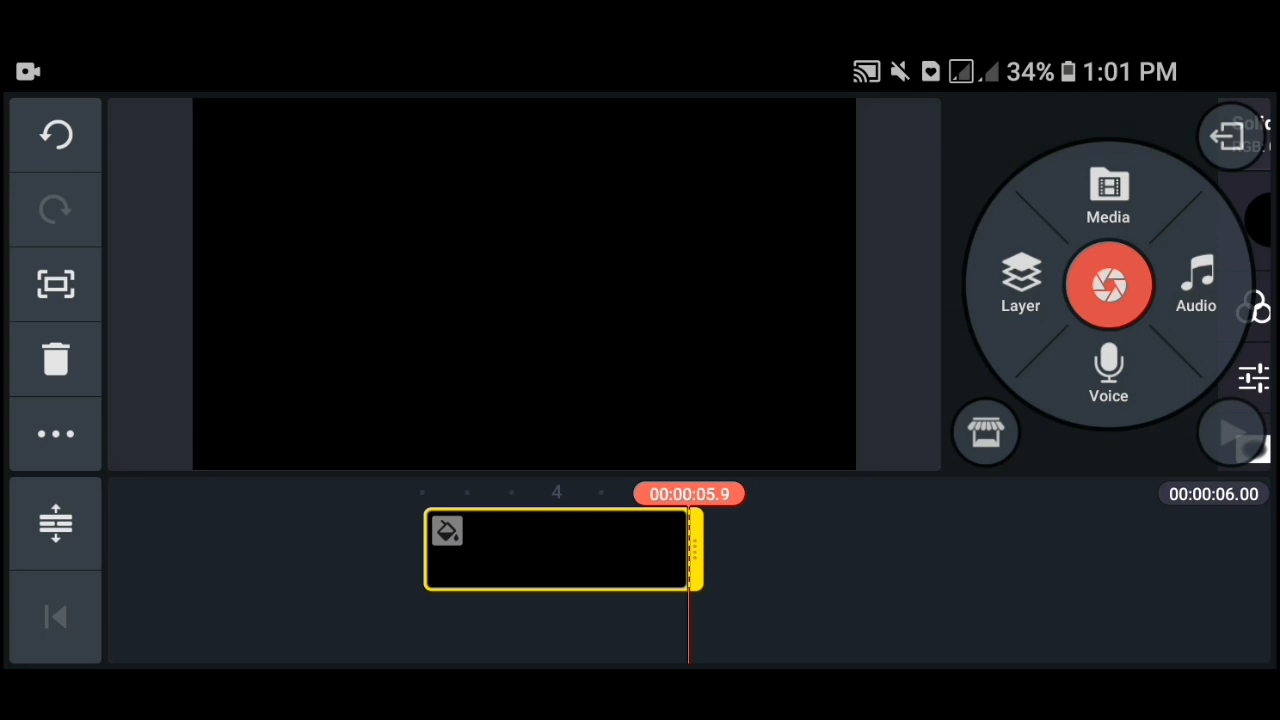 34% 1:01 PM
Media
Layer
Audio
Voice
4
00:00:05.9
00:00:06.00